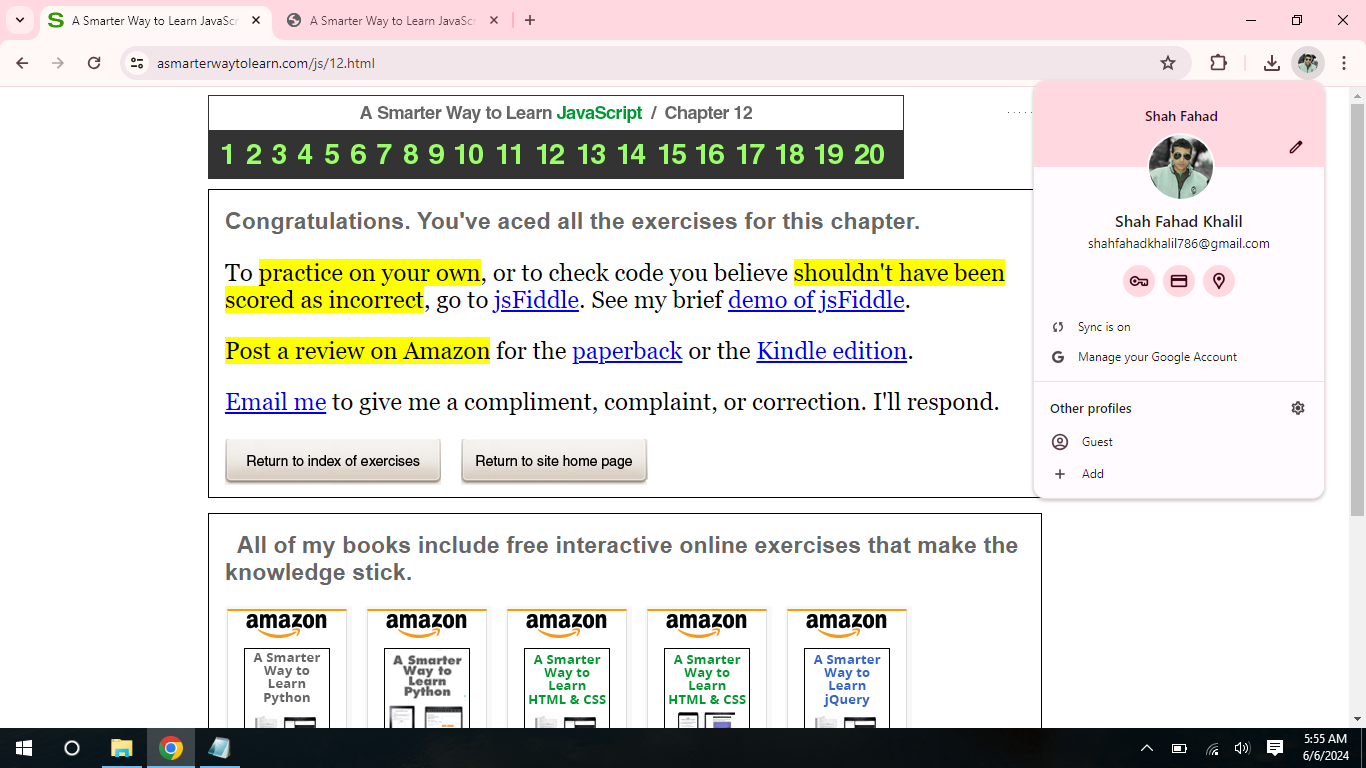 A Smarter Way to Learn JavaSc
A Smarter Way to Learn JavaSc
asmarterwaytolearn.com/js/12.html
A Smarter Way to Learn JavaScript / Chapter 12
1 2 3 4 5 6 7 8 9 10 11 12 13 14 15 16 17 18 19 20
Congratulations. You've aced all the exercises for this chapter.
To practice on your own, or to check code you believe shouldn't have been
scored as incorrect, go to jsFiddle. See my brief demo of jsFiddle.
Post a review on Amazon for the paperback or the Kindle edition.
Email me to give me a compliment, complaint, or correction. I'll respond.
Return to index of exercises
Return to site home page
All of my books include free interactive online exercises that make the
knowledge stick.
amazon
A Smarter
Way to
Learn
Python
amazon
A Smarter
Way to
Learn
Python
amazon
A Smarter
Way to
Learn
HTML & CSS
amazon
A Smarter
Way to
Learn
HTML & CSS
amazon
A Smarter
Way to
Learn
jQuery
Shah Fahad
Shah Fahad Khalil
shahfahadkhalil786@gmail.com
Sync is on
Manage your Google Account
Other profiles
Guest
Add
5:55 AM
6/6/2024